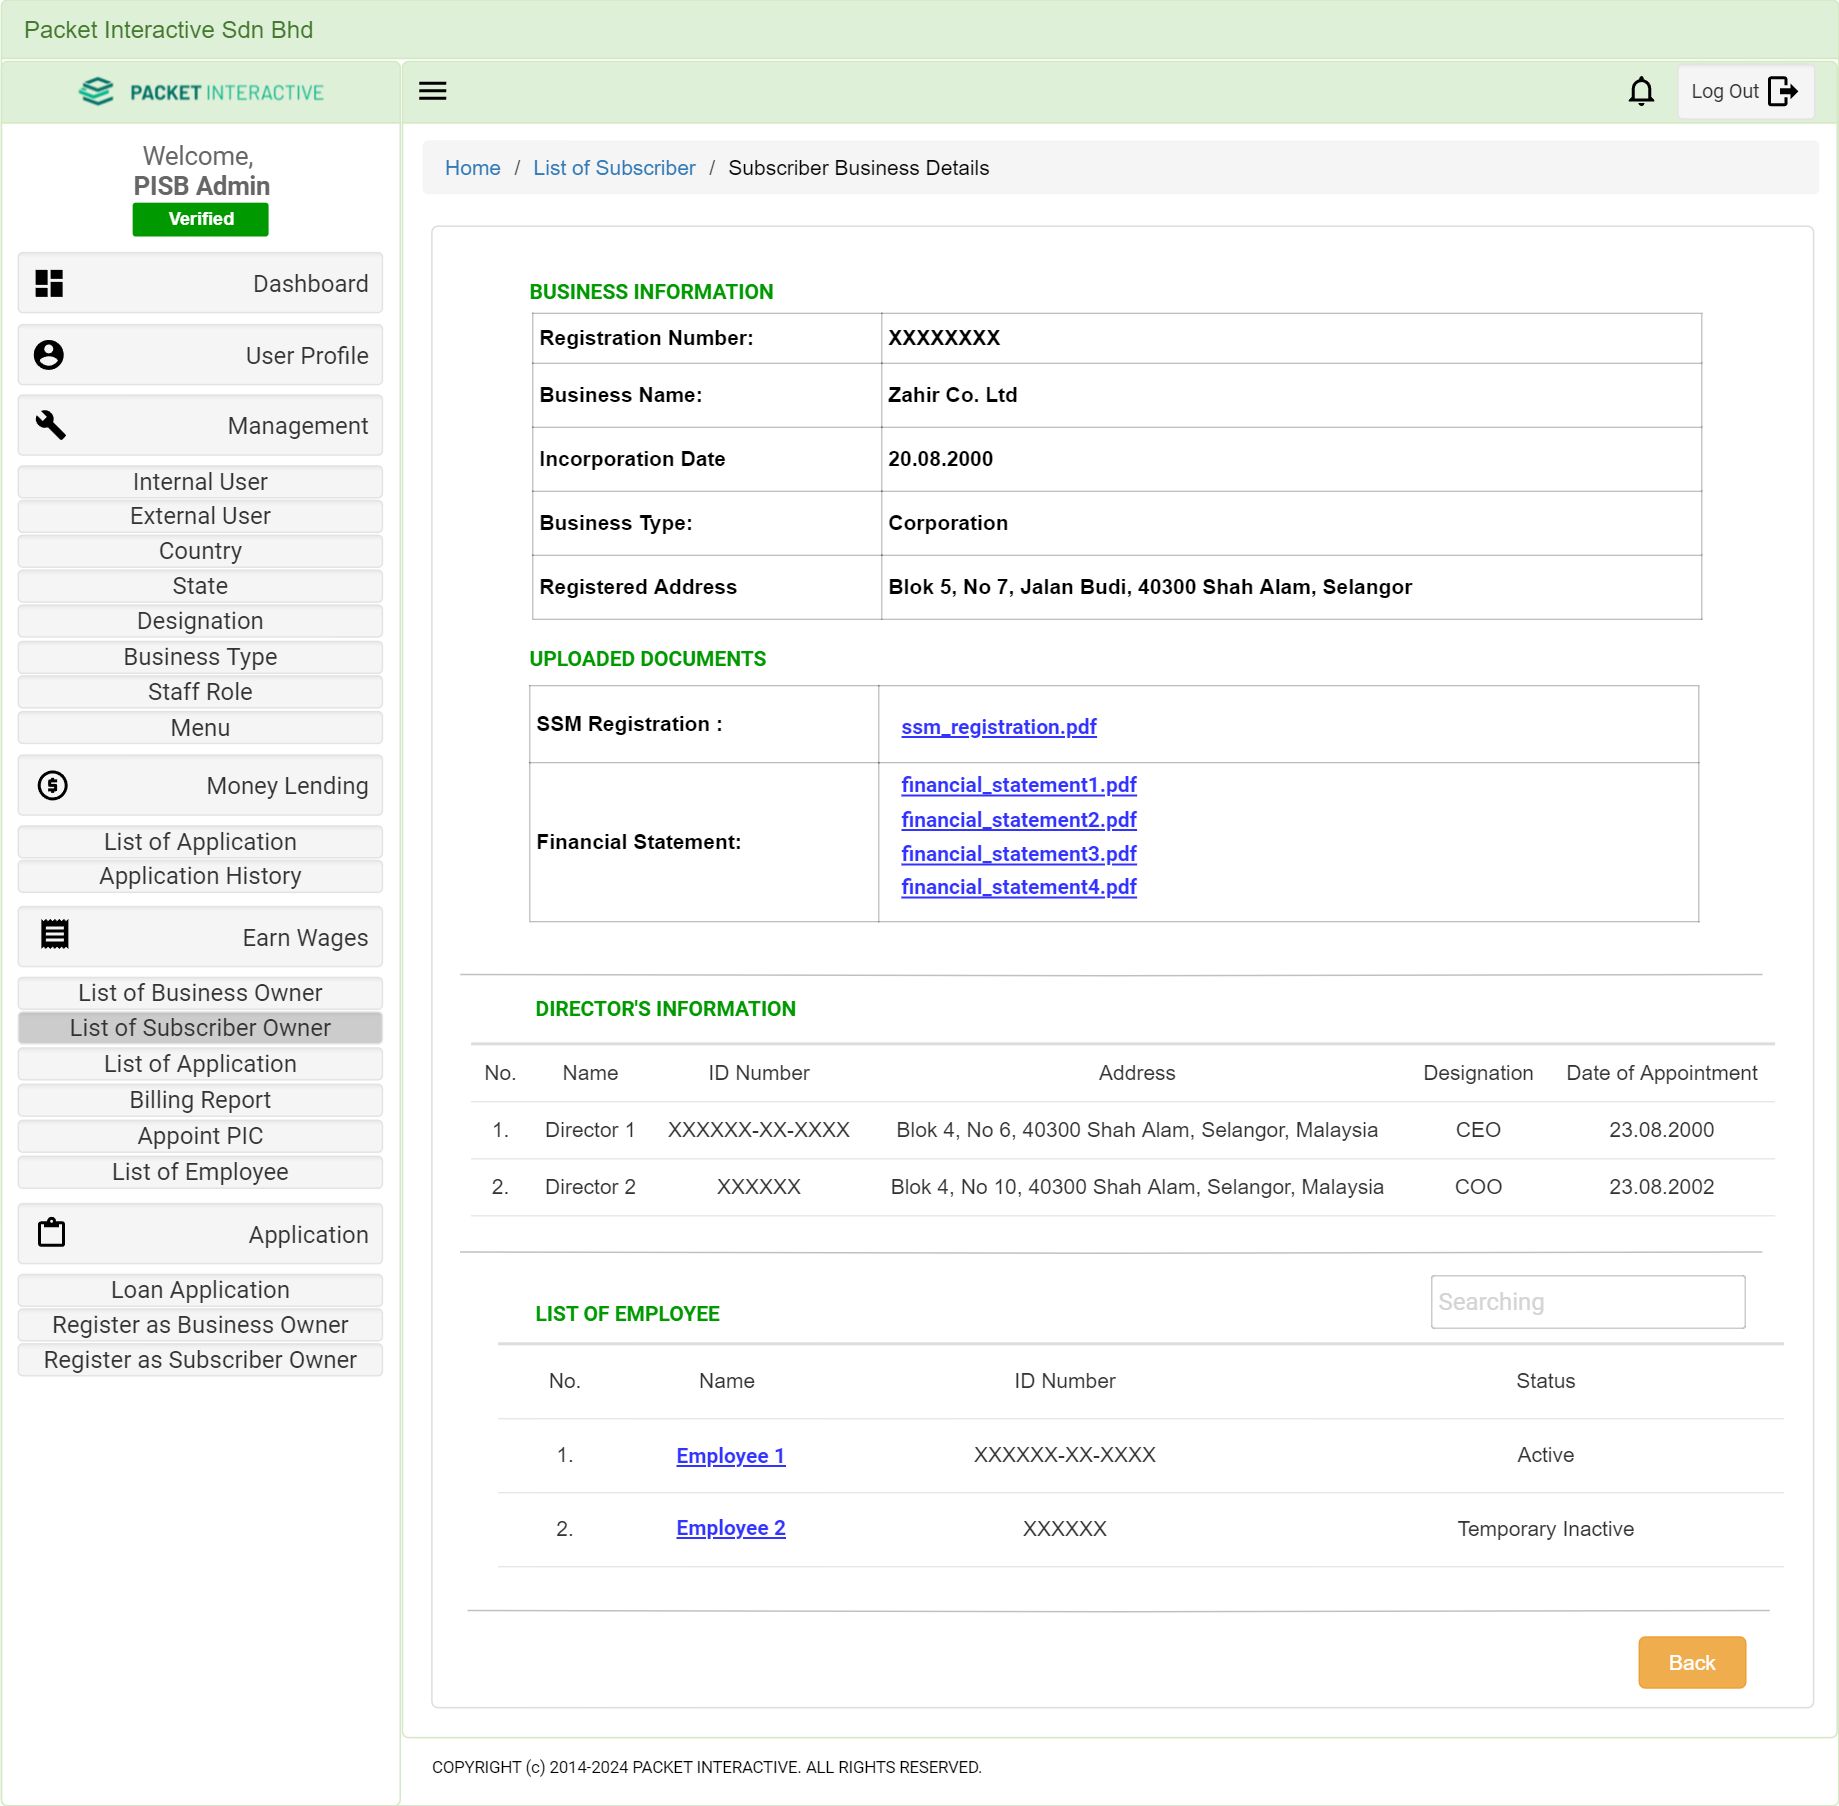 Packet Interactive Sdn Bhd
PACKET INTERACTIVE
Log Out
Welcome,
PISB Admin
Verified
Dashboard
User Profile
Management
Internal User
External User
Country
State
Designation
Business Type
Staff Role
Menu
Money Lending
List of Application
Application History
Earn Wages
List of Business Owner
List of Subscriber Owner
List of Application
Billing Report
Appoint PIC
List of Employee
Application
Loan Application
Register as Business Owner
Register as Subscriber Owner
Home / List of Subscriber / Subscriber Business Details
BUSINESS INFORMATION
Registration Number: XXXXXXXX
Business Name: Zahir Co. Ltd
Incorporation Date 20.08.2000
Business Type: Corporation
Registered Address Blok 5, No 7, Jalan Budi, 40300 Shah Alam, Selangor
UPLOADED DOCUMENTS
SSM Registration : ssm_registration.pdf
Financial Statement:
financial_statement1.pdf
financial_statement2.pdf
financial_statement3.pdf
financial_statement4.pdf
DIRECTOR'S INFORMATION
No. Name ID Number Address Designation Date of Appointment
1. Director 1 XXXXXX-XX-XXXX Blok 4, No 6, 40300 Shah Alam, Selangor, Malaysia CEO 23.08.2000
2. Director 2 XXXXXX Blok 4, No 10, 40300 Shah Alam, Selangor, Malaysia COO 23.08.2002
Searching
LIST OF EMPLOYEE
No. Name ID Number Status
1. Employee 1 XXXXXX-XX-XXXX Active
2. Employee 2 XXXXXX Temporary Inactive
Back
COPYRIGHT (c) 2014-2024 PACKET INTERACTIVE. ALL RIGHTS RESERVED.